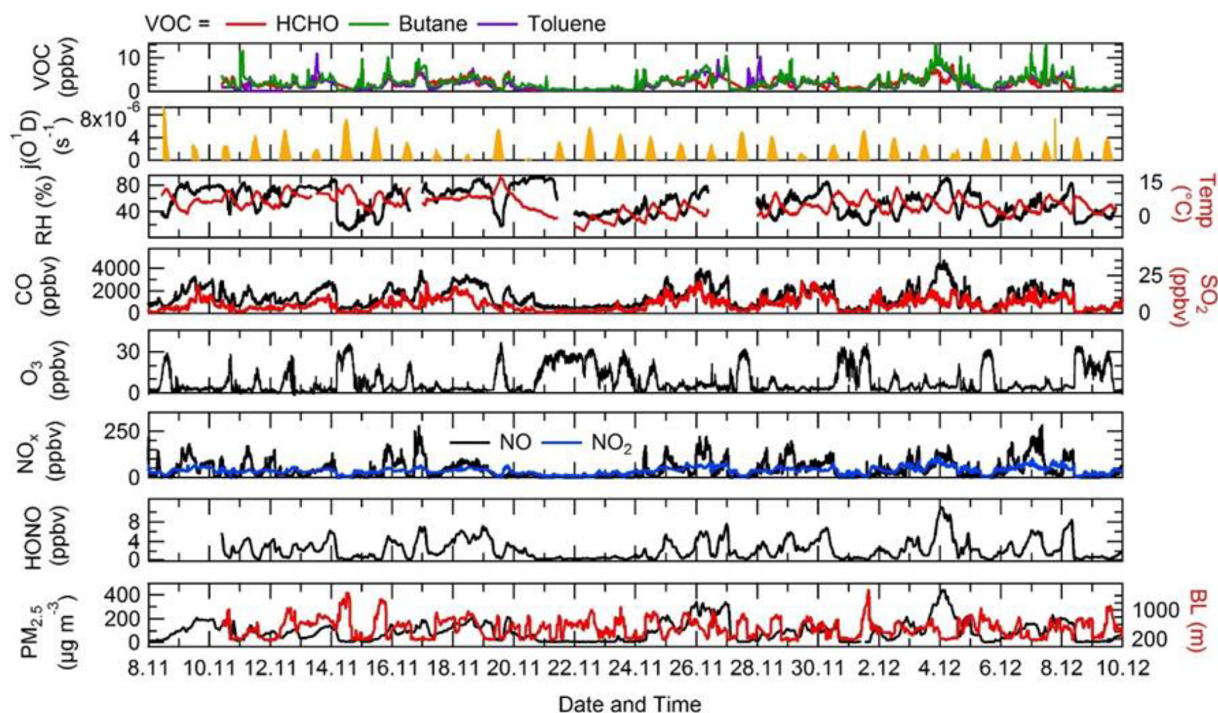 VOC = HCHO Butane Toluene
VOC
(ppbv)
10
0
j(O¹D)
(s⁻¹)
8x10⁻⁶
4
0
RH (%)
80
40
Temp
(°C)
15
0
CO
(ppbv)
4000
2000
0
SO₂
(ppbv)
25
0
O₃
(ppbv)
30
0
NOₓ
(ppbv)
250
0
NO NO₂
HONO
(ppbv)
8
4
0
PM₂.₅
(µg m⁻³)
400
200
0
BL (m)
1000
200
8.11 10.11 12.11 14.11 16.11 18.11 20.11 22.11 24.11 26.11 28.11 30.11 2.12 4.12 6.12 8.12 10.12
Date and Time